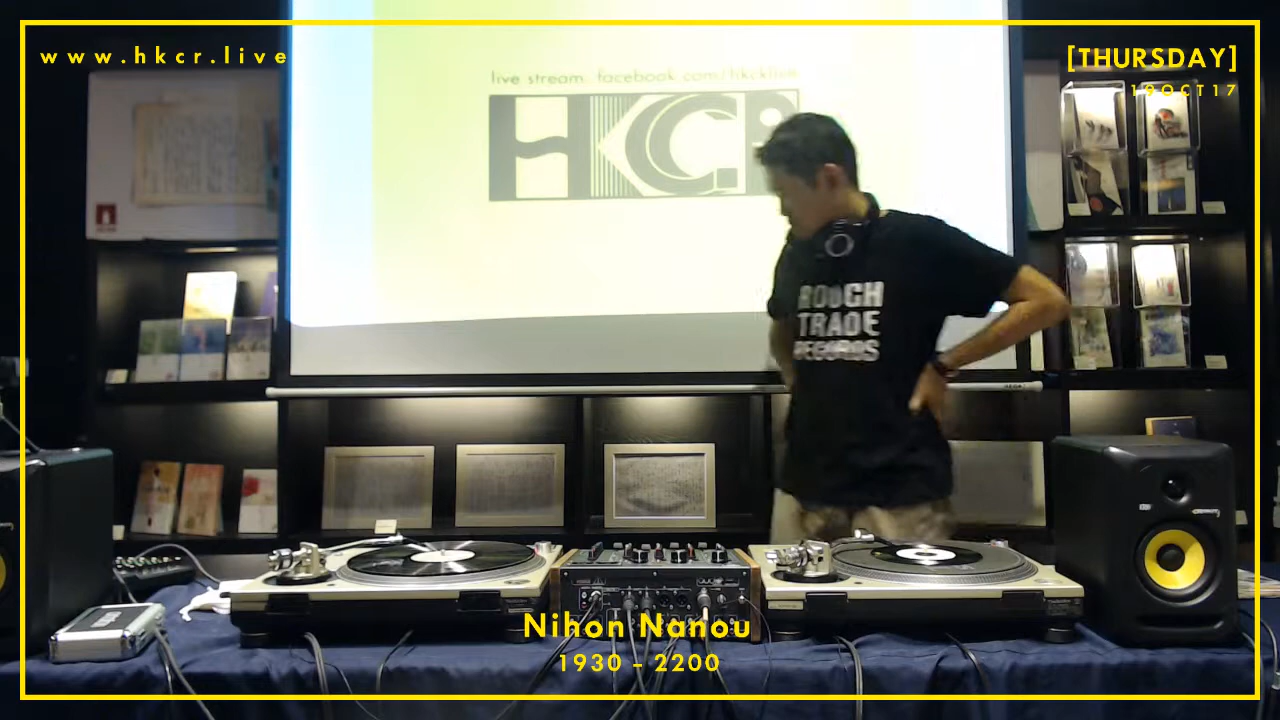 www.hkcr.live
[THURSDAY]
19OCT17
live stream: facebook.com/hkcrlive
HKCR
ROUGH
TRADE
RECORDS
Nihon Nanou
1930 – 2200